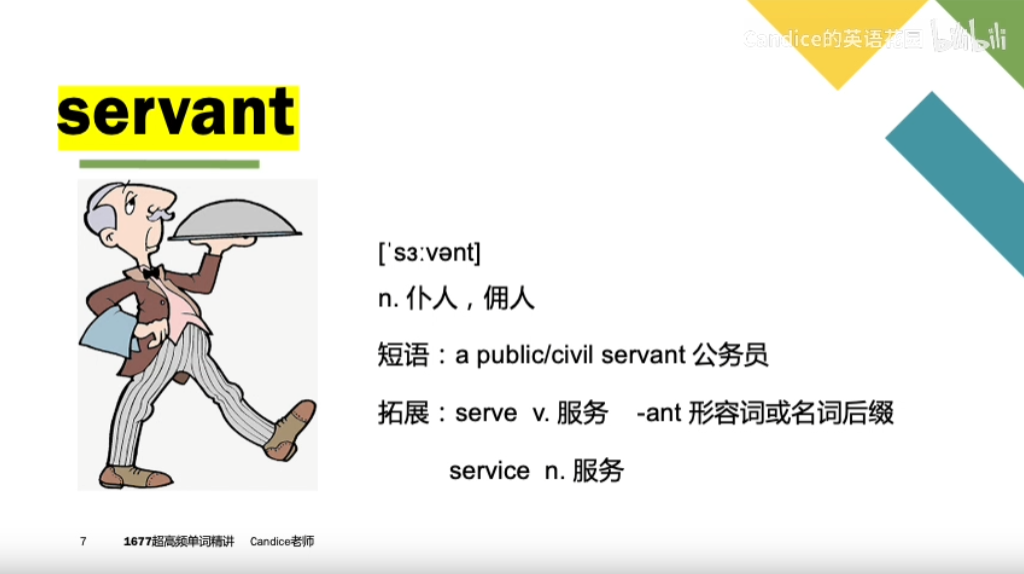 Candice的英语花园 bilibili
servant
[ˈsɜːvənt]
n. 仆人，佣人
短语：a public/civil servant 公务员
拓展：serve v. 服务 -ant 形容词或名词后缀
service n. 服务
7 1677超高频单词精讲 Candice老师